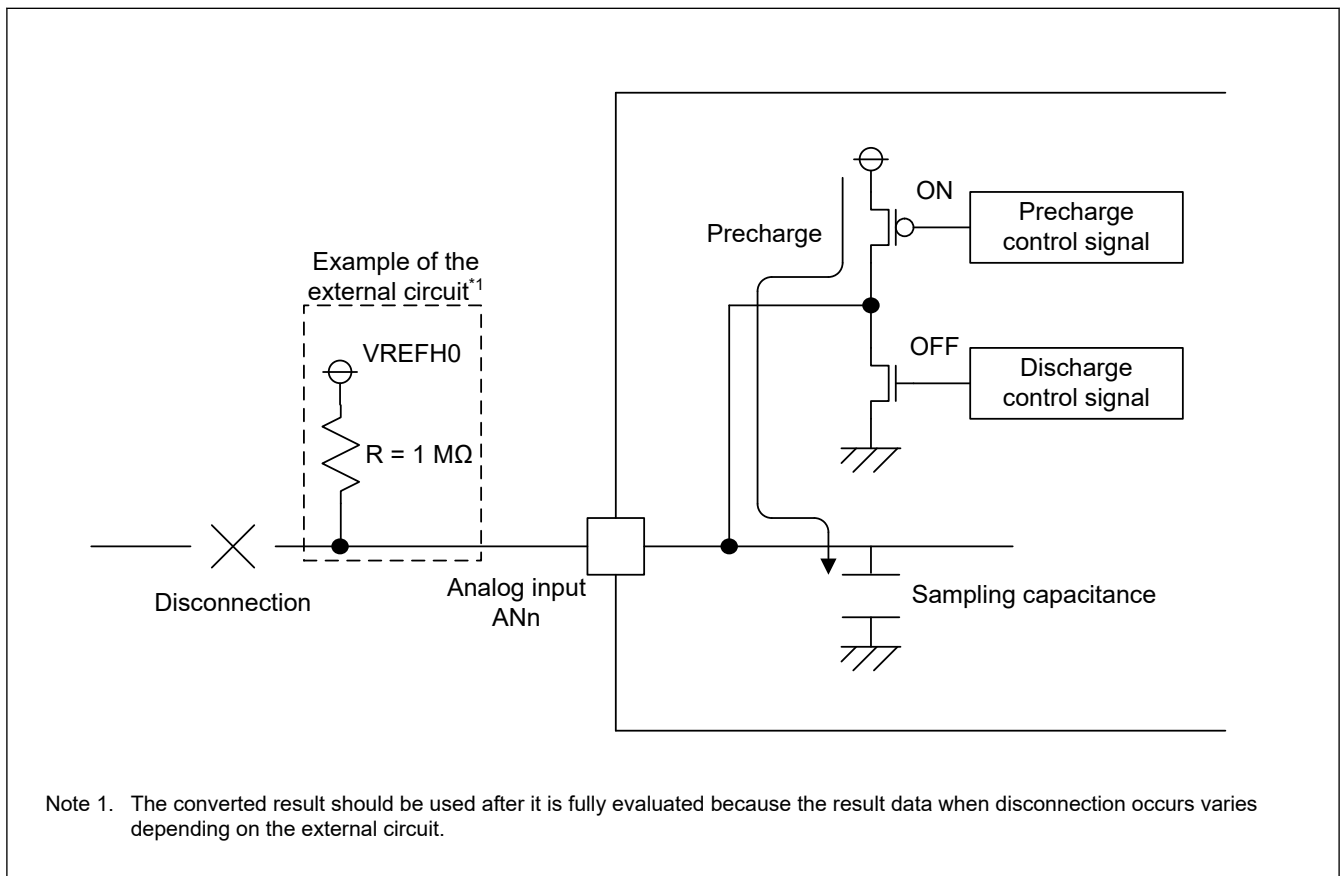 ON
Precharge
control signal
Precharge
Example of the
external circuit*1
VREFH0
OFF
Discharge
control signal
R = 1 MΩ
Disconnection
Analog input
ANn
Sampling capacitance
Note 1. The converted result should be used after it is fully evaluated because the result data when disconnection occurs varies
depending on the external circuit.